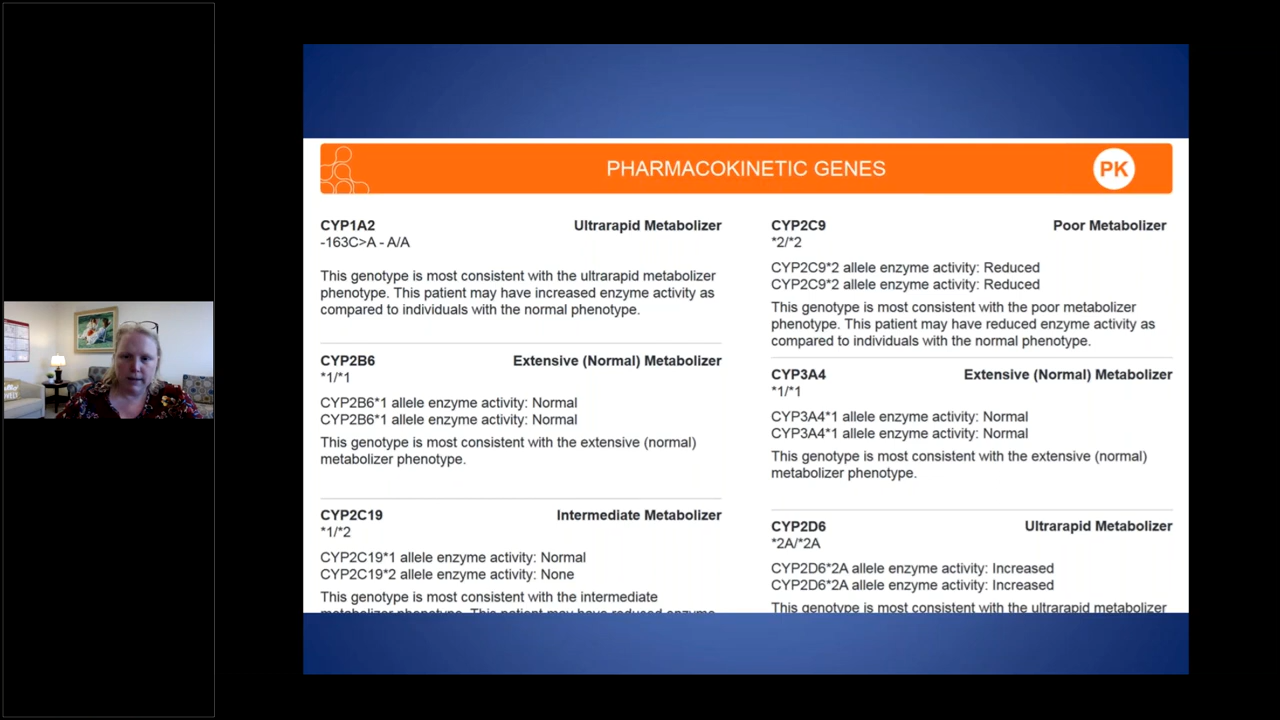 PHARMACOKINETIC GENES
PK
CYP1A2 Ultrarapid Metabolizer
-163C>A - A/A
This genotype is most consistent with the ultrarapid metabolizer
phenotype. This patient may have increased enzyme activity as
compared to individuals with the normal phenotype.
CYP2B6 Extensive (Normal) Metabolizer
*1/*1
CYP2B6*1 allele enzyme activity: Normal
CYP2B6*1 allele enzyme activity: Normal
This genotype is most consistent with the extensive (normal)
metabolizer phenotype.
CYP2C19 Intermediate Metabolizer
*1/*2
CYP2C19*1 allele enzyme activity: Normal
CYP2C19*2 allele enzyme activity: None
This genotype is most consistent with the intermediate
metabolizer phenotype. This patient may have reduced enzyme
CYP2C9 Poor Metabolizer
*2/*2
CYP2C9*2 allele enzyme activity: Reduced
CYP2C9*2 allele enzyme activity: Reduced
This genotype is most consistent with the poor metabolizer
phenotype. This patient may have reduced enzyme activity as
compared to individuals with the normal phenotype.
CYP3A4 Extensive (Normal) Metabolizer
*1/*1
CYP3A4*1 allele enzyme activity: Normal
CYP3A4*1 allele enzyme activity: Normal
This genotype is most consistent with the extensive (normal)
metabolizer phenotype.
CYP2D6 Ultrarapid Metabolizer
*2A/*2A
CYP2D6*2A allele enzyme activity: Increased
CYP2D6*2A allele enzyme activity: Increased
This genotype is most consistent with the ultrarapid metabolizer